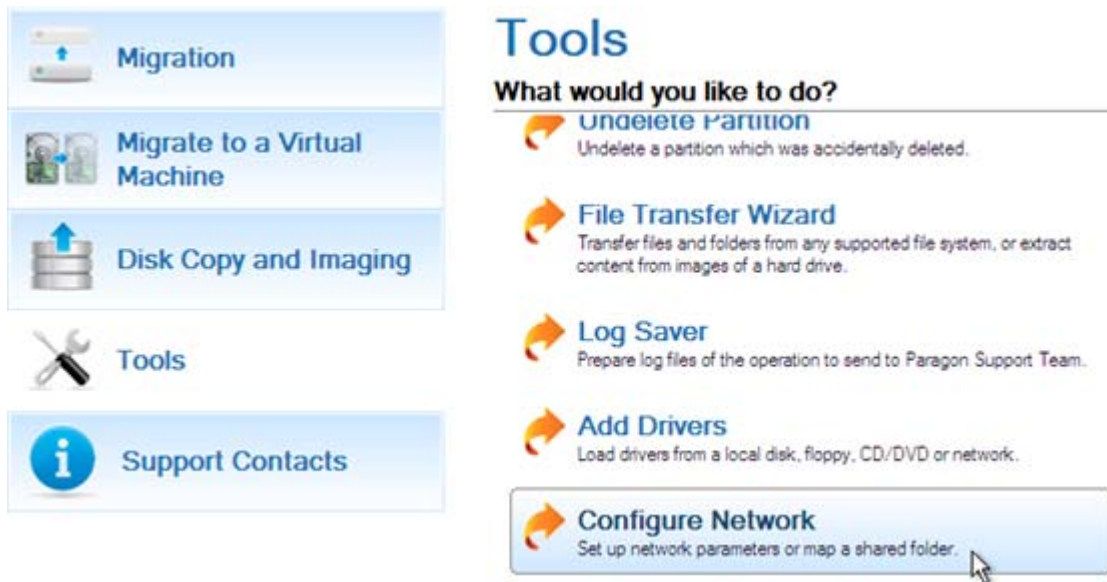 Migration
Migrate to a Virtual
Machine
Disk Copy and Imaging
Tools
Support Contacts
Tools
What would you like to do?
Undelete Partition
Undelete a partition which was accidentally deleted.
File Transfer Wizard
Transfer files and folders from any supported file system, or extract
content from images of a hard drive.
Log Saver
Prepare log files of the operation to send to Paragon Support Team.
Add Drivers
Load drivers from a local disk, floppy, CD/DVD or network.
Configure Network
Set up network parameters or map a shared folder.